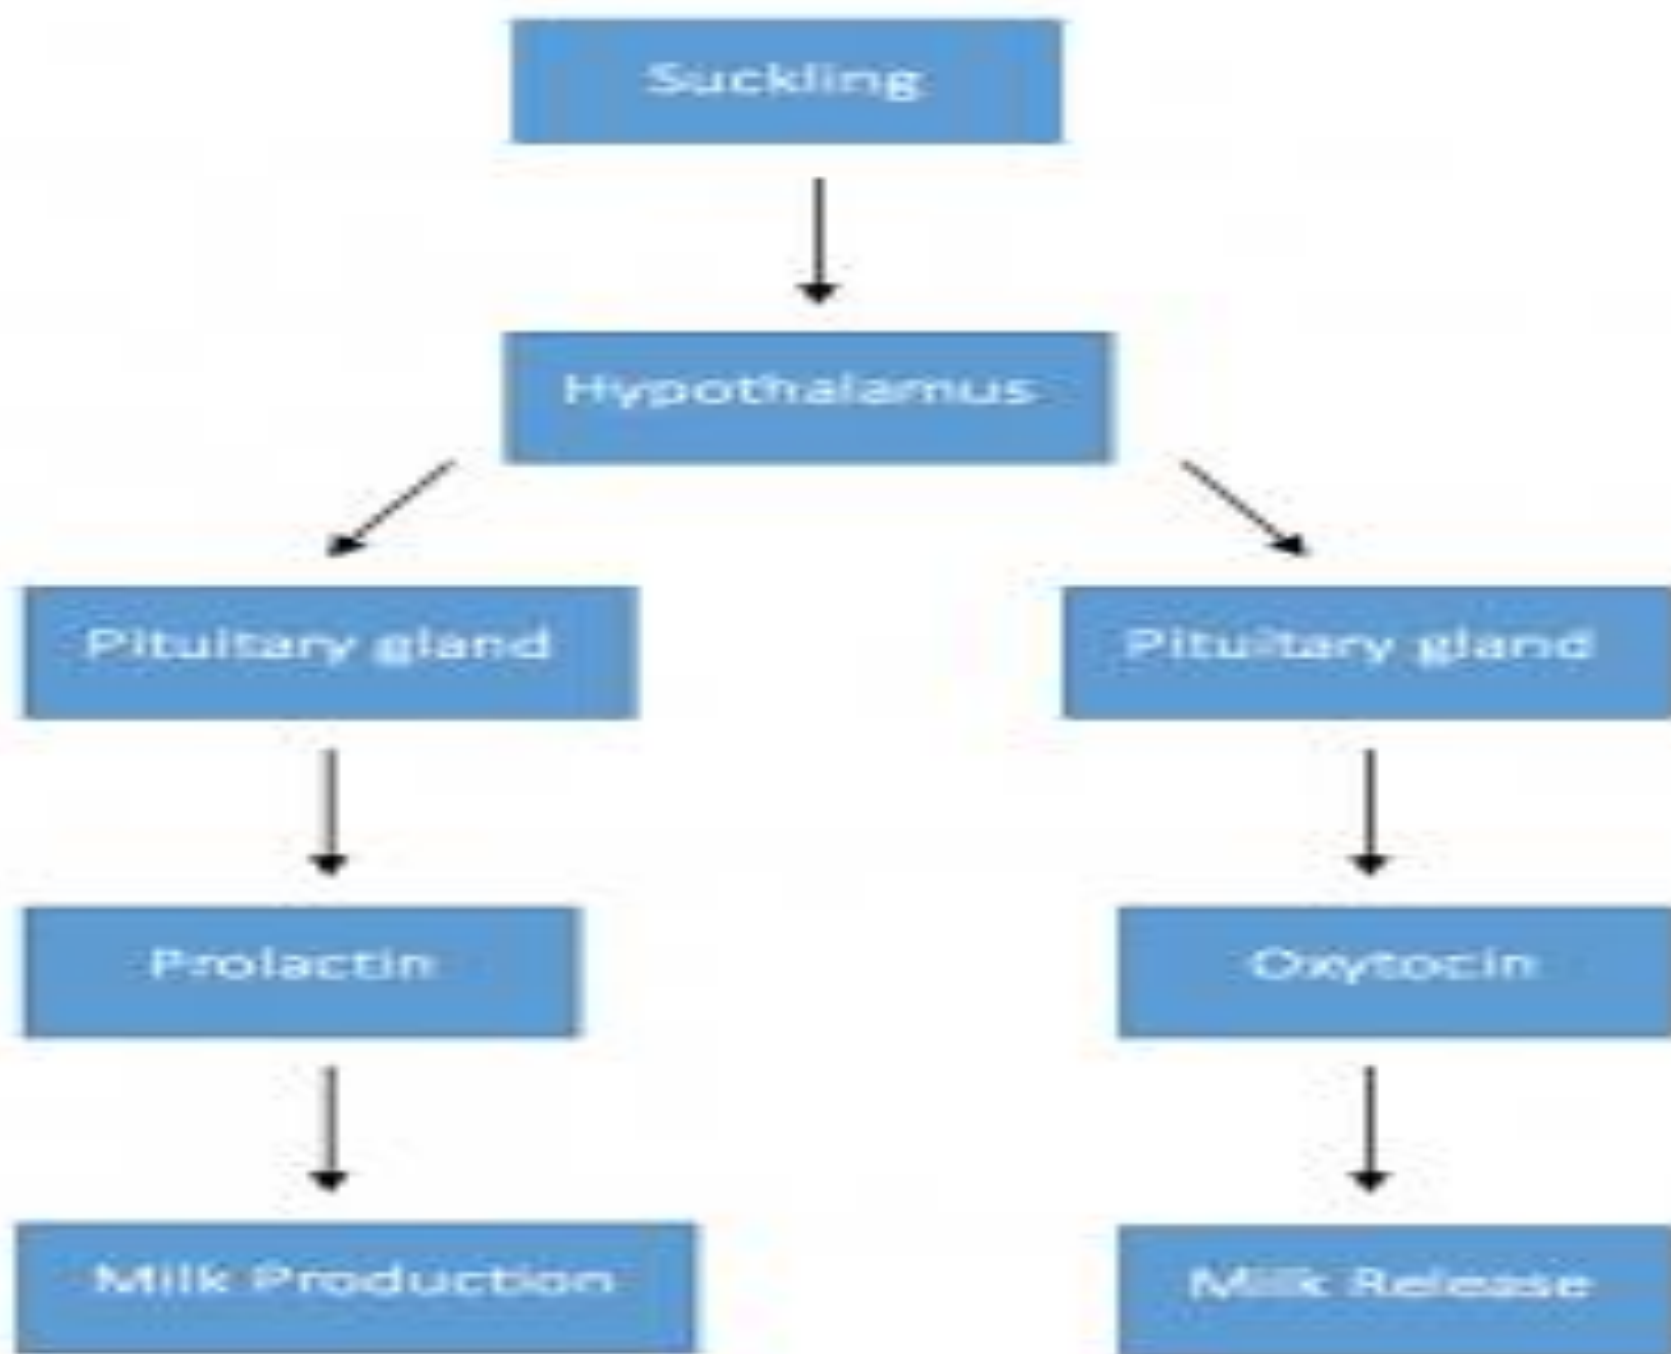 Suckling
Hypothalamus
Pituitary gland
Pituitary gland
Prolactin
Oxytocin
Milk Production
Milk Release